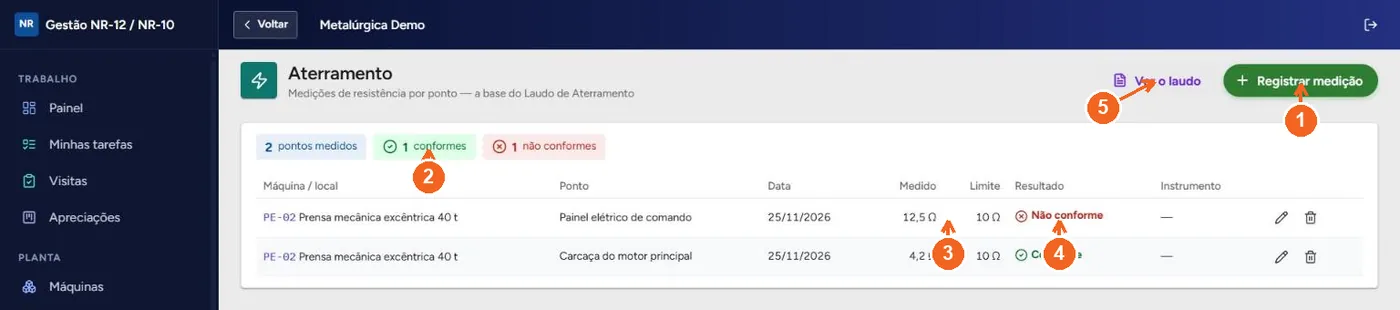 NR Gestão NR-12 / NR-10
Voltar Metalúrgica Demo
TRABALHO
Painel
Minhas tarefas
Visitas
Apreciações
PLANTA
Máquinas
Aterramento
Medições de resistência por ponto — a base do Laudo de Aterramento
o laudo
Registrar medição
5
1
2 pontos medidos 1 conformes 1 não conformes
2
Máquina / local Ponto Data Medido Limite Resultado Instrumento
PE-02 Prensa mecânica excêntrica 40 t Painel elétrico de comando 25/11/2026 12,5 Ω 10 Ω Não conforme —
3
4
PE-02 Prensa mecânica excêntrica 40 t Carcaça do motor principal 25/11/2026 4,2 10 Ω —